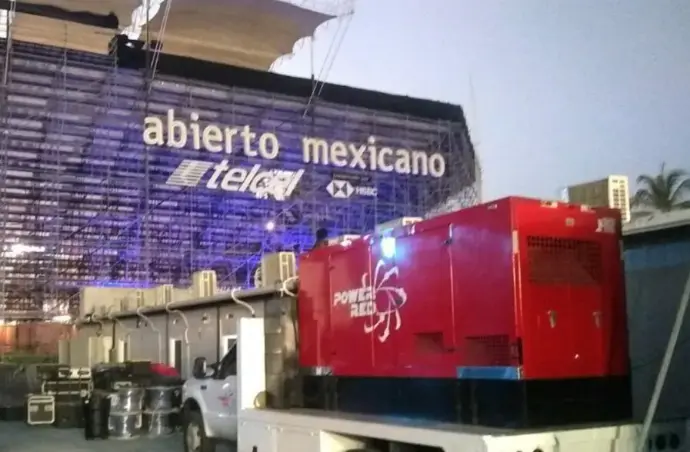 abierto mexicano
telcel
HSBC
POWER
RED